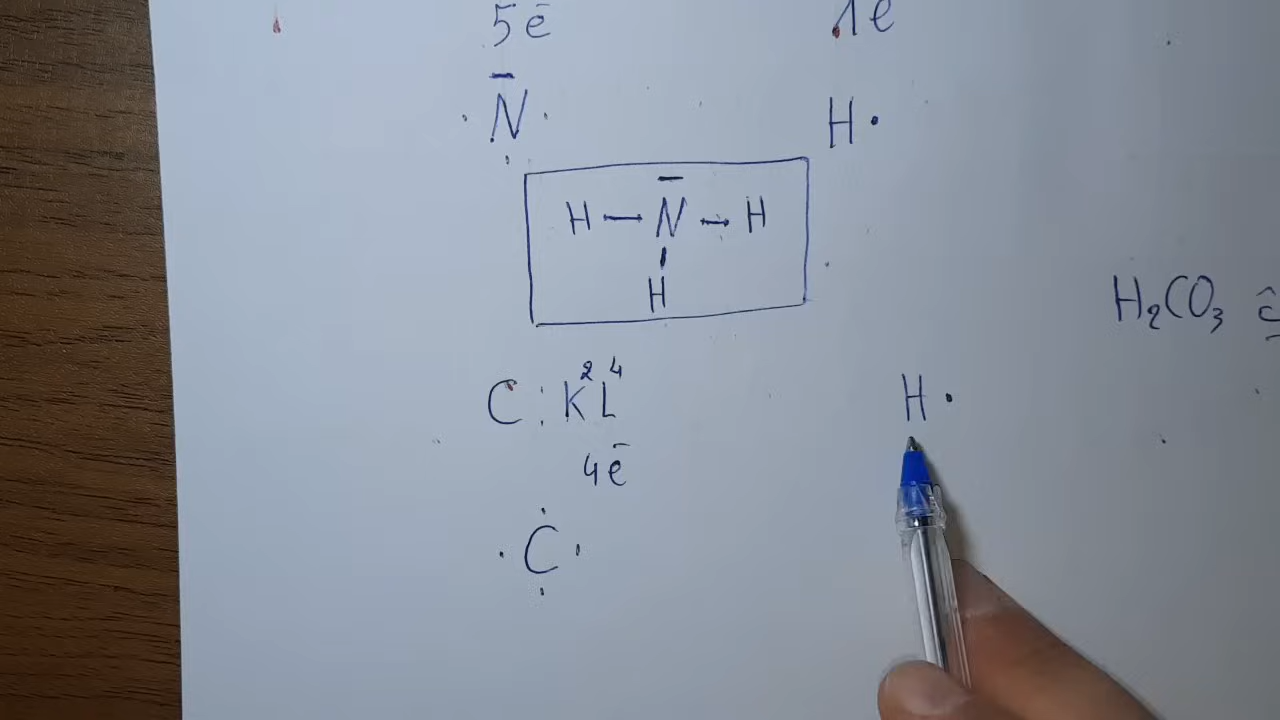 5ē 1e
·N̄· H·
H—N̄—H
H
H₂CO₃
C : K²L⁴ H·
4ē
·C·